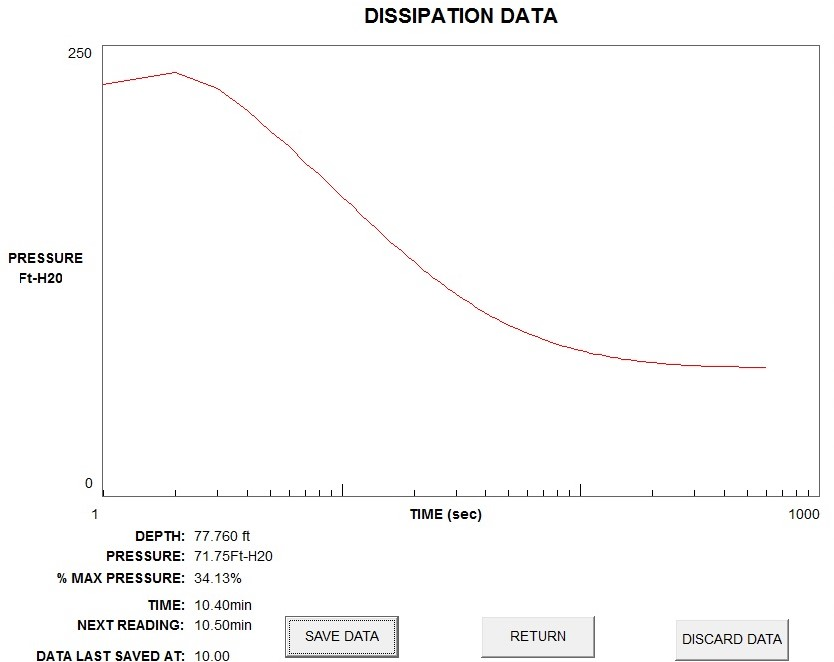 DISSIPATION DATA
250
PRESSURE
Ft-H20
0
1
TIME (sec)
1000
DEPTH: 77.760 ft
PRESSURE: 71.75Ft-H20
% MAX PRESSURE: 34.13%
TIME: 10.40min
NEXT READING: 10.50min
SAVE DATA
RETURN
DISCARD DATA
DATA LAST SAVED AT: 10.00